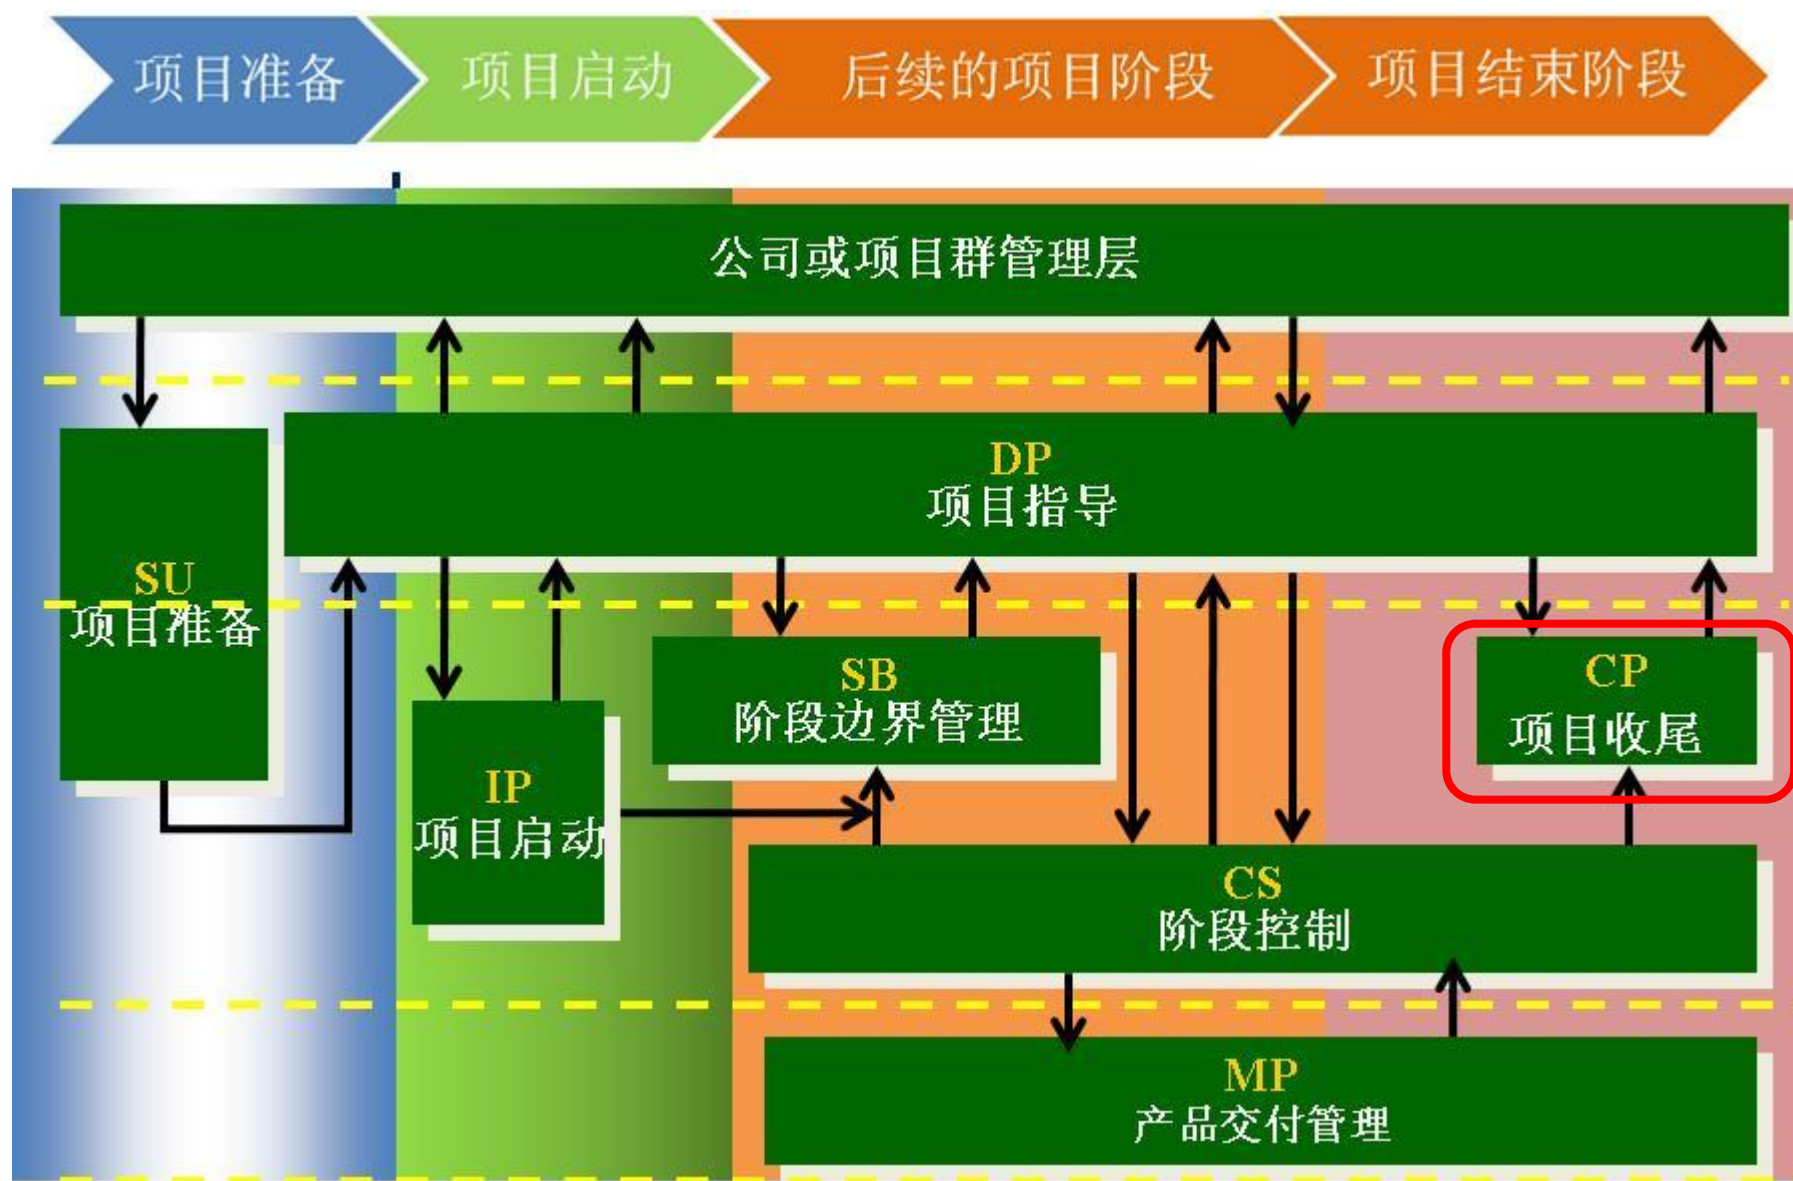 项目准备
项目启动
后续的项目阶段
项目结束阶段
公司或项目群管理层
DP
项目指导
SU
项目准备
SB
阶段边界管理
CP
项目收尾
IP
项目启动
CS
阶段控制
MP
产品交付管理